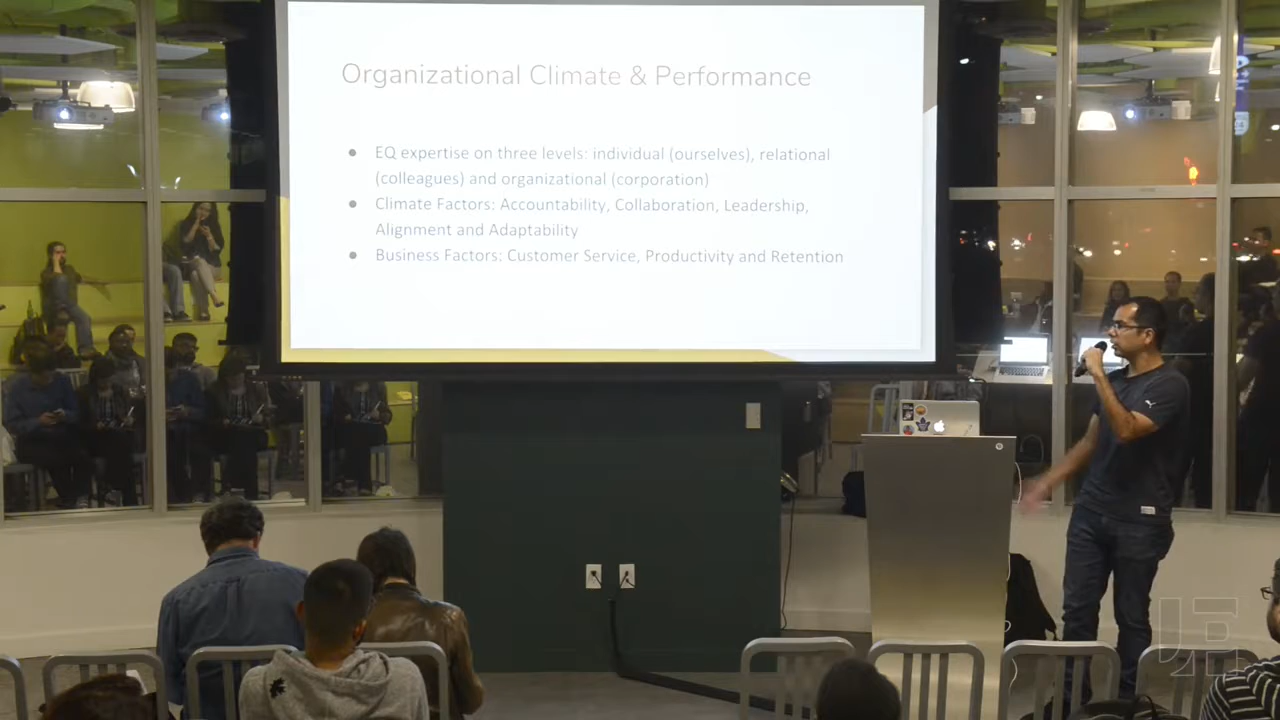 Organizational Climate & Performance
● EQ expertise on three levels: individual (ourselves), relational
(colleagues) and organizational (corporation)
● Climate Factors: Accountability, Collaboration, Leadership,
Alignment and Adaptability
● Business Factors: Customer Service, Productivity and Retention